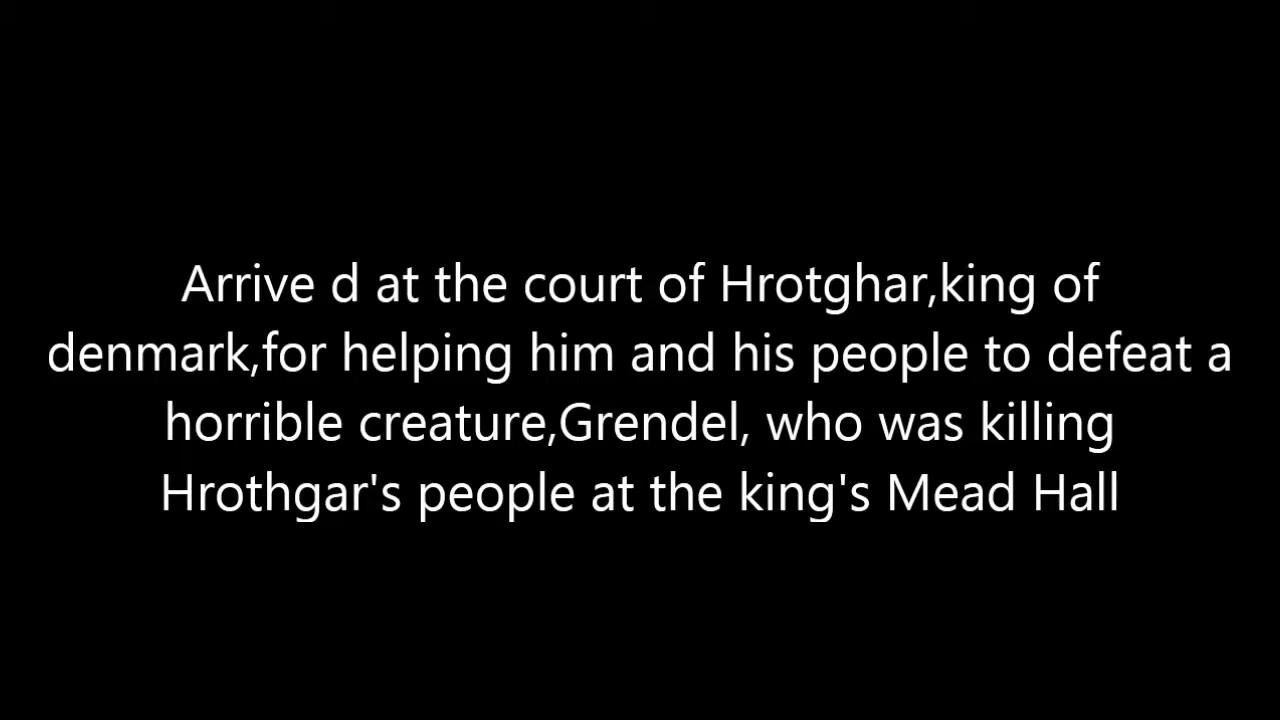 Arrive d at the court of Hrotghar,king of
denmark,for helping him and his people to defeat a
horrible creature,Grendel, who was killing
Hrothgar's people at the king's Mead Hall